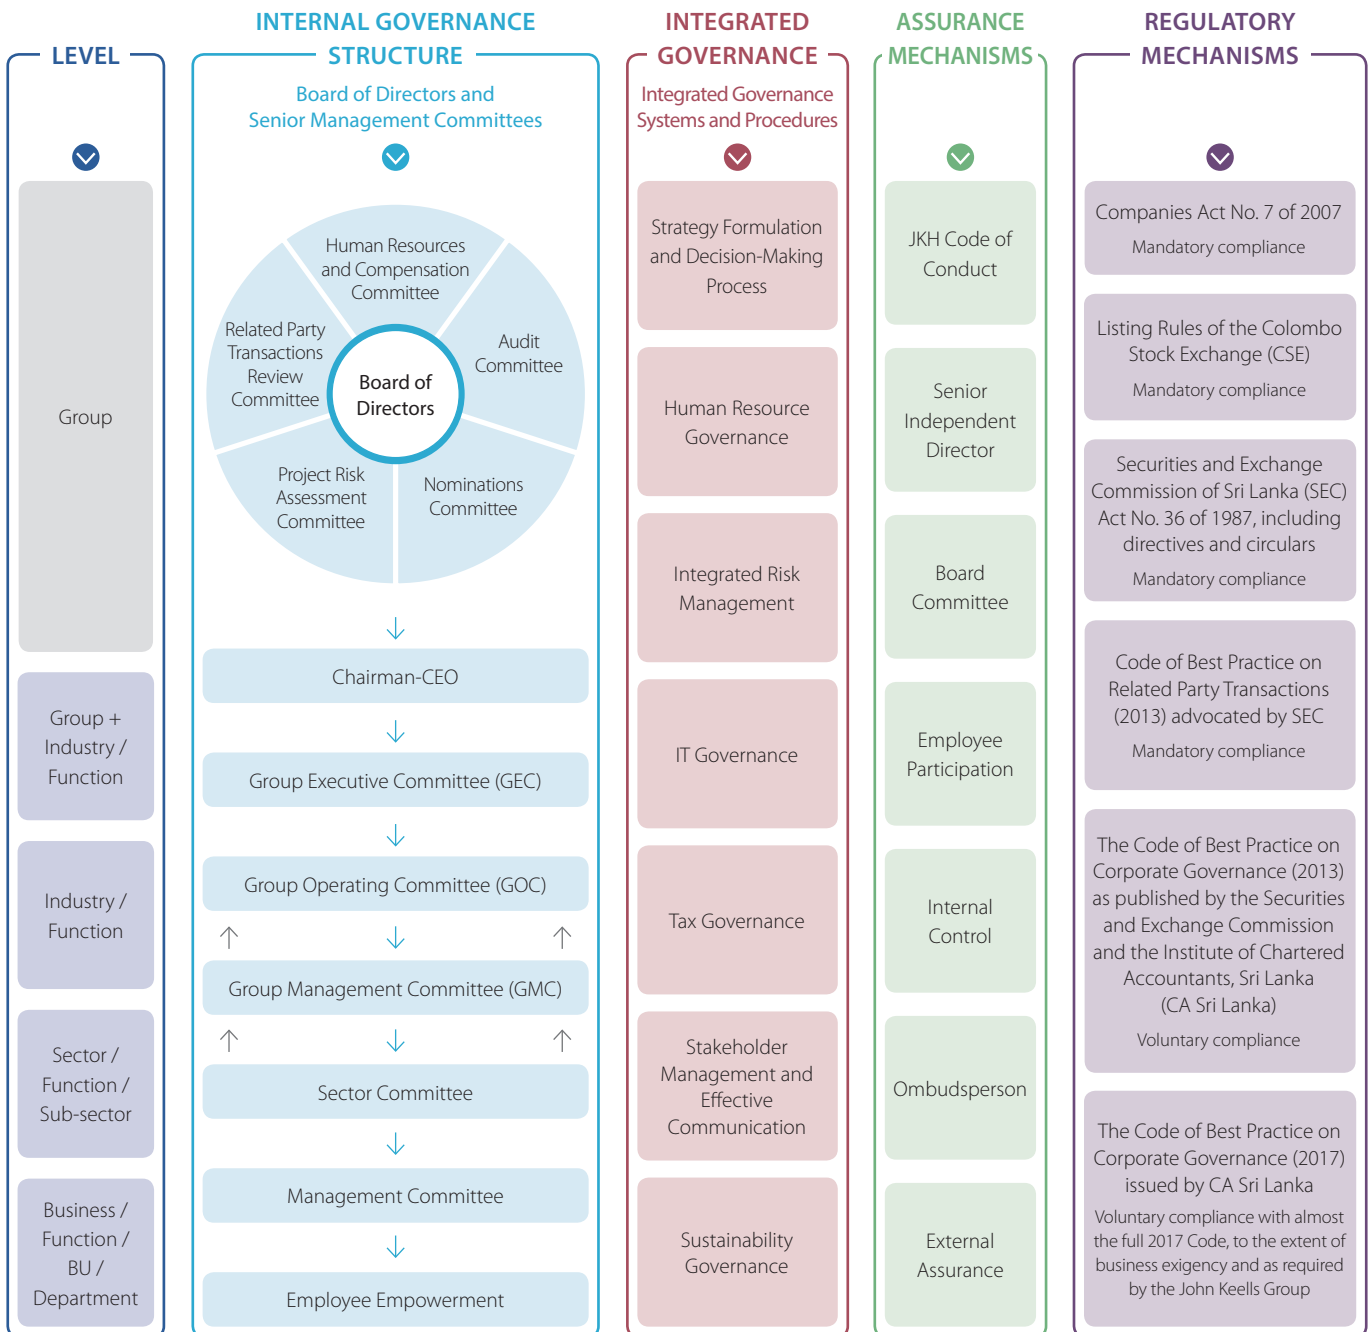 LEVEL
Group
Group +
Industry /
Function
Industry /
Function
Sector /
Function /
Sub-sector
Business /
Function /
BU /
Department
INTERNAL GOVERNANCE
STRUCTURE
Board of Directors and
Senior Management Committees
Human Resources
and Compensation
Committee
Related Party
Transactions
Review
Committee
Audit
Committee
Board of
Directors
Project Risk
Assessment
Committee
Nominations
Committee
Chairman-CEO
Group Executive Committee (GEC)
Group Operating Committee (GOC)
Group Management Committee (GMC)
Sector Committee
Management Committee
Employee Empowerment
INTEGRATED
GOVERNANCE
Integrated Governance
Systems and Procedures
Strategy Formulation
and Decision-Making
Process
Human Resource
Governance
Integrated Risk
Management
IT Governance
Tax Governance
Stakeholder
Management and
Effective
Communication
Sustainability
Governance
ASSURANCE
MECHANISMS
JKH Code of
Conduct
Senior
Independent
Director
Board
Committee
Employee
Participation
Internal
Control
Ombudsperson
External
Assurance
REGULATORY
MECHANISMS
Companies Act No. 7 of 2007
Mandatory compliance
Listing Rules of the Colombo
Stock Exchange (CSE)
Mandatory compliance
Securities and Exchange
Commission of Sri Lanka (SEC)
Act No. 36 of 1987, including
directives and circulars
Mandatory compliance
Code of Best Practice on
Related Party Transactions
(2013) advocated by SEC
Mandatory compliance
The Code of Best Practice on
Corporate Governance (2013)
as published by the Securities
and Exchange Commission
and the Institute of Chartered
Accountants, Sri Lanka
(CA Sri Lanka)
Voluntary compliance
The Code of Best Practice on
Corporate Governance (2017)
issued by CA Sri Lanka
Voluntary compliance with almost
the full 2017 Code, to the extent of
business exigency and as required
by the John Keells Group